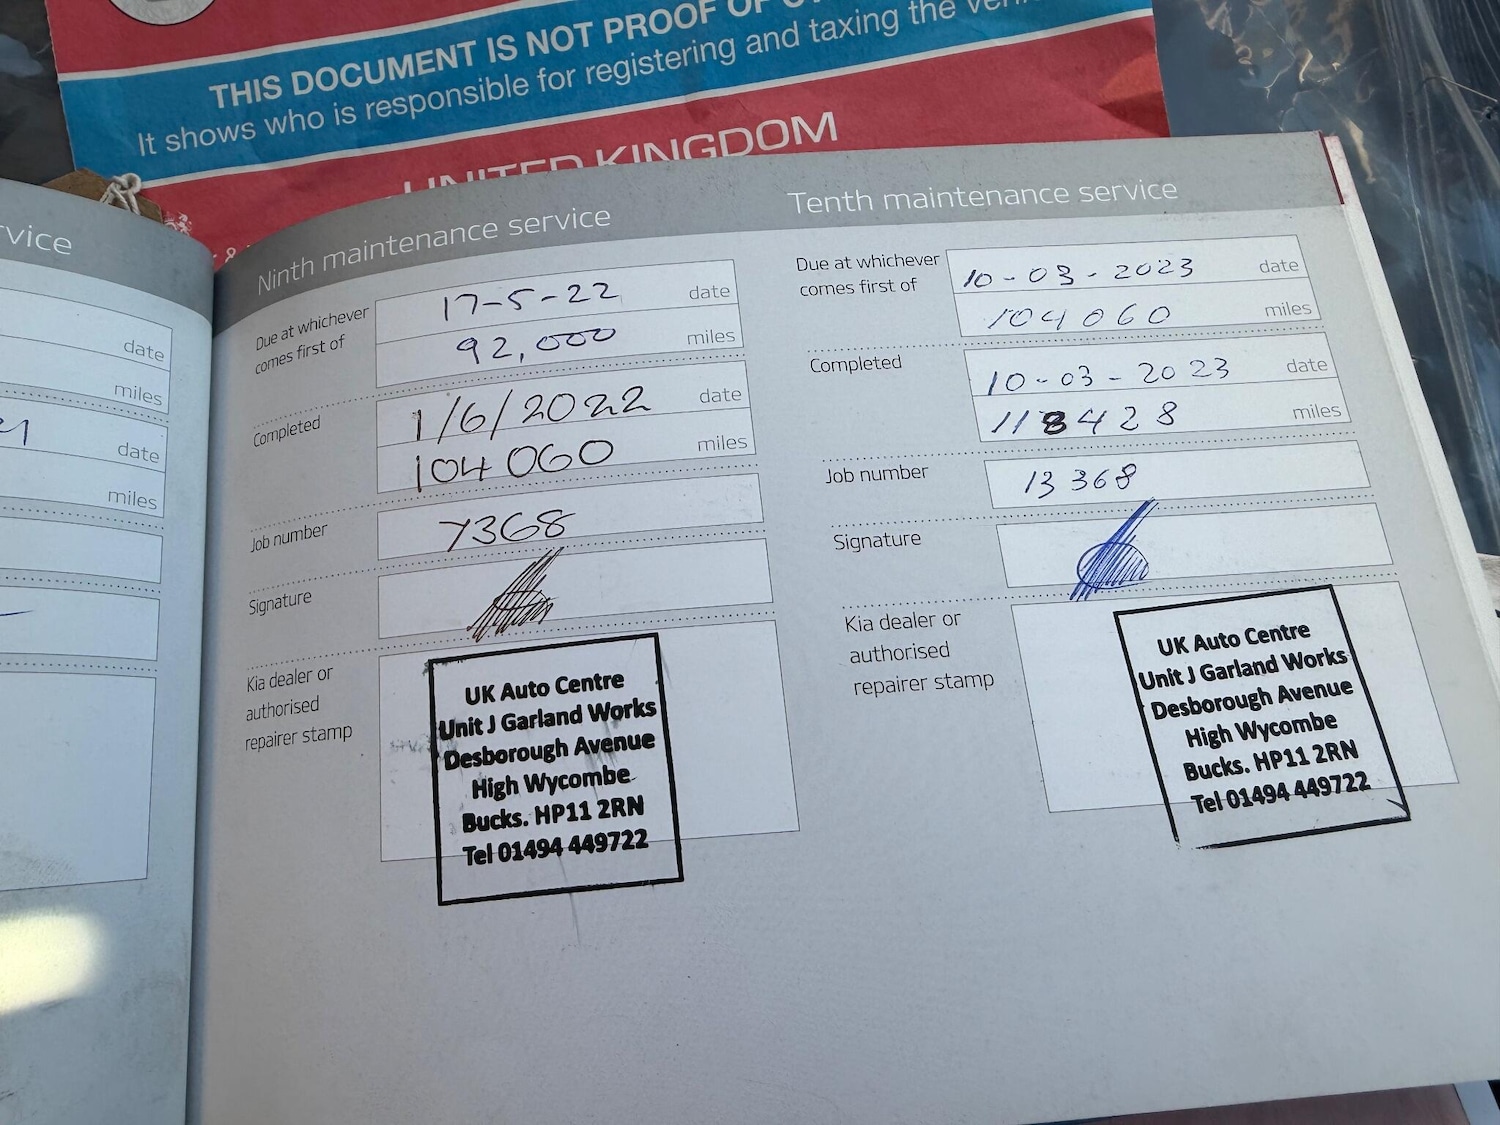 THIS DOCUMENT IS NOT PROOF OF
It shows who is responsible for registering and taxing the
UNITED KINGDOM
Ninth maintenance service
Due at whichever
comes first of
17-5-22 date
92,000 miles
Completed
1/6/2022 date
104060 miles
Job number
7368
Signature
Kia dealer or
authorised
repairer stamp
UK Auto Centre
Unit J Garland Works
Desborough Avenue
High Wycombe
Bucks. HP11 2RN
Tel 01494 449722
Tenth maintenance service
Due at whichever
comes first of
10-03-2023 date
104060 miles
Completed
10-03-2023 date
118428 miles
Job number
13368
Signature
Kia dealer or
authorised
repairer stamp
UK Auto Centre
Unit J Garland Works
Desborough Avenue
High Wycombe
Bucks. HP11 2RN
Tel 01494 449722
date
miles
date
miles